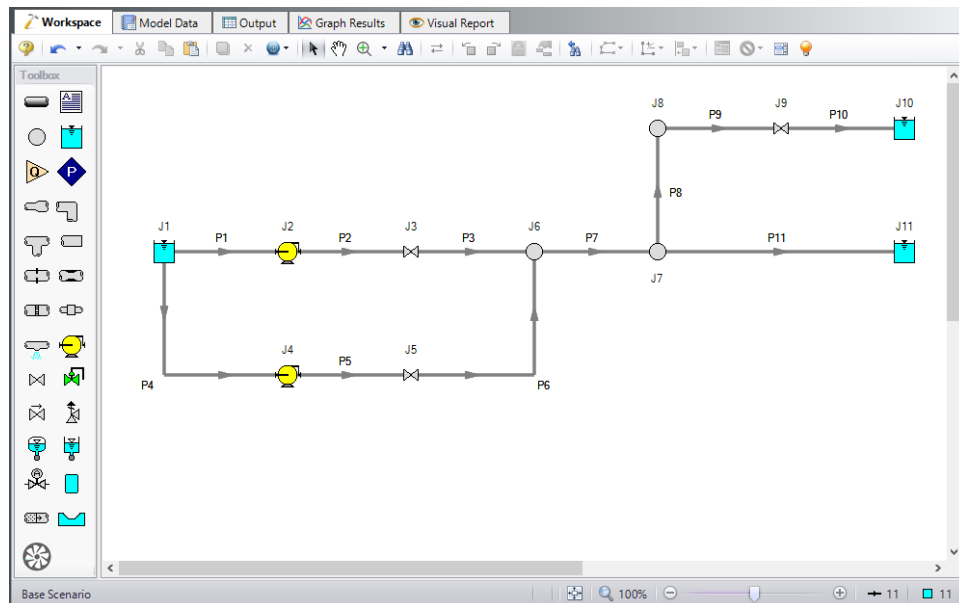 Workspace
Model Data
Output
Graph Results
Visual Report
Toolbox
A
Q
P
J8
P9
J9
P10
J10
P8
J1
P1
J2
P2
J3
P3
J6
P7
P11
J11
J7
J4
P5
J5
P4
P6
Base Scenario
100%
11
11